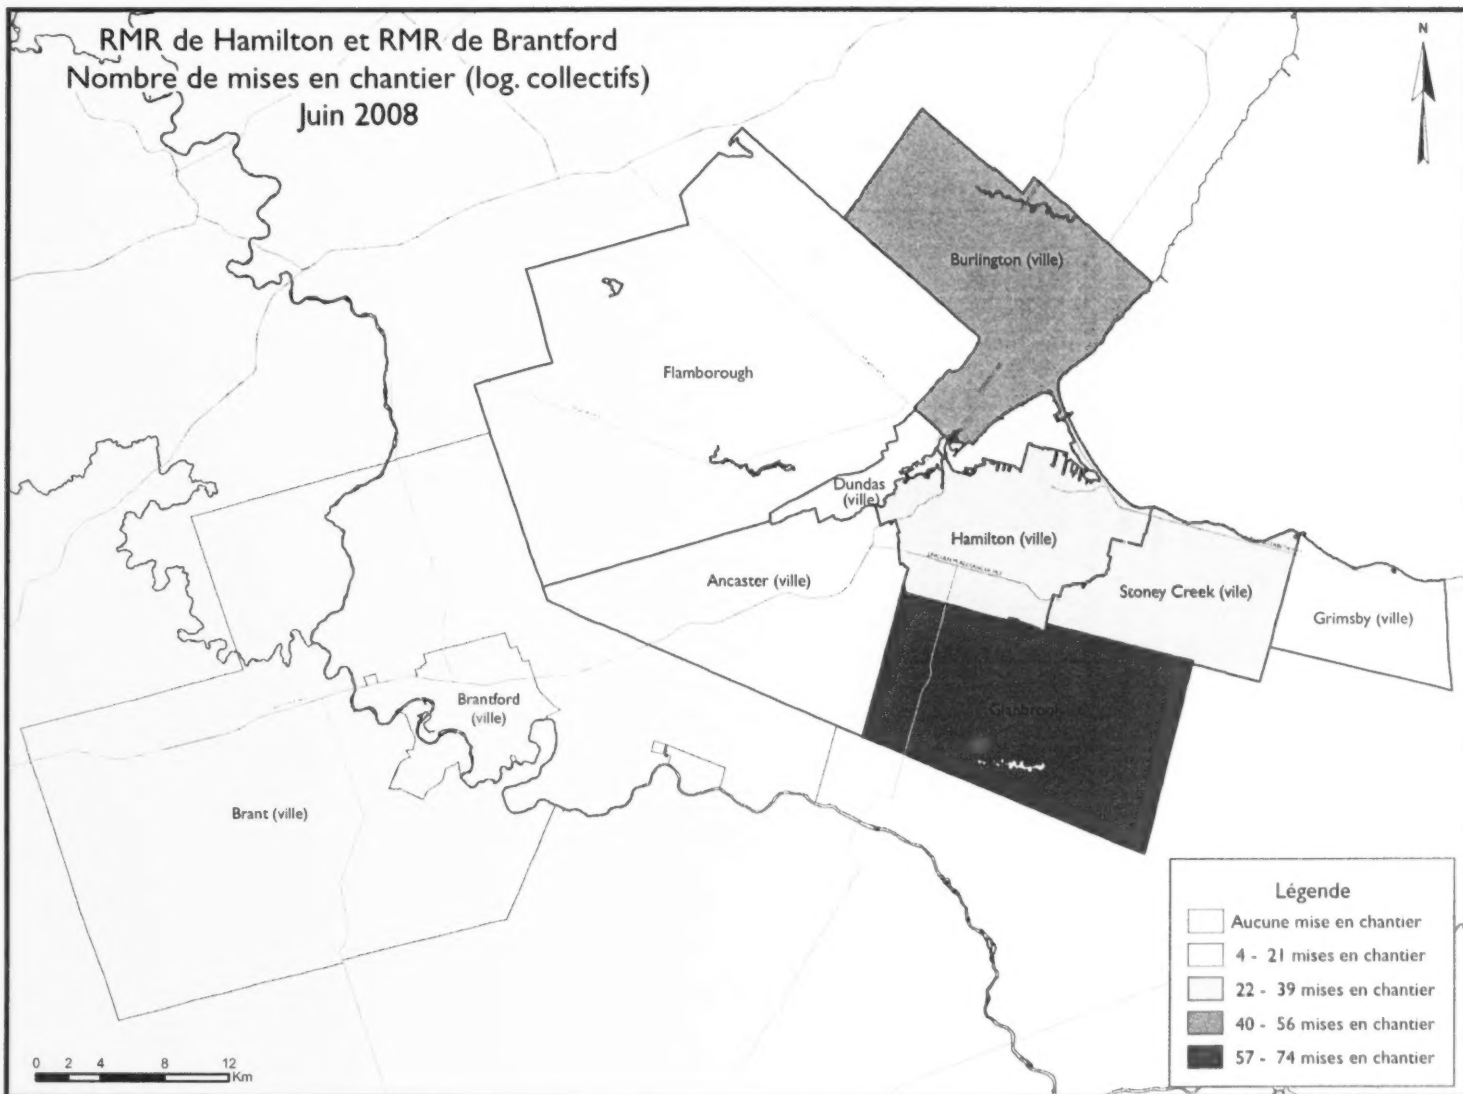 RMR de Hamilton et RMR de Brantford
Nombre de mises en chantier (log. collectifs)
Juin 2008
N
Burlington (ville)
Flamborough
Dundas
(ville)
Hamilton (ville)
Ancaster (ville)
Stoney Creek (vile)
Grimsby (ville)
Brantford
(ville)
Glanbrook
Brant (ville)
Légende
Aucune mise en chantier
4 - 21 mises en chantier
22 - 39 mises en chantier
40 - 56 mises en chantier
57 - 74 mises en chantier
0 2 4 8 12
Km